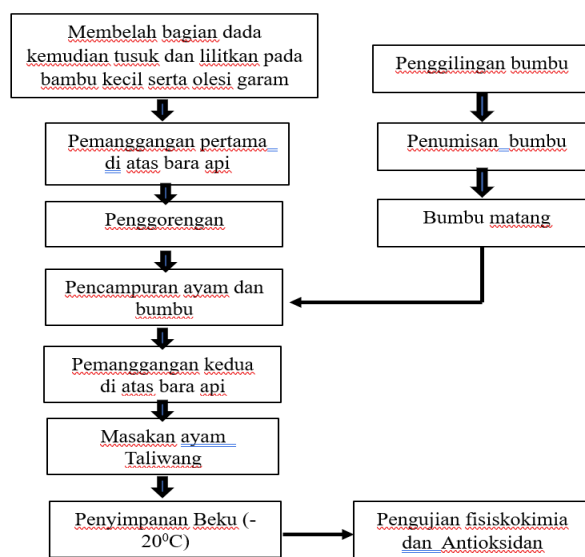 Membelah bagian dada
kemudian tusuk dan lilitkan pada
bambu kecil serta olesi garam
Pemanggangan pertama
di atas bara api
Penggorengan
Pencampuran ayam dan
bumbu
Pemanggangan kedua
di atas bara api
Masakan ayam
Taliwang
Penyimpanan Beku (-
20⁰C)
Penggilingan bumbu
Penumisan bumbu
Bumbu matang
Pengujian fisiskokimia
dan Antioksidan